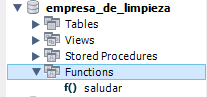 empresa_de_limpieza
Tables
Views
Stored Procedures
Functions
f() saludar